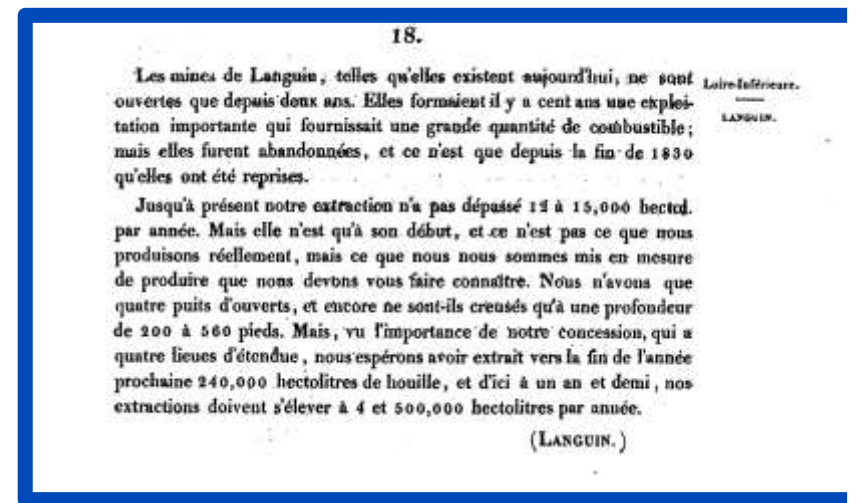 18.
Les mines de Languin, telles qu'elles existent aujourd'hui, ne sont
ouvertes que depuis deux ans. Elles formaient il y a cent ans une exploi-
tation importante qui fournissait une grande quantité de combustible;
mais elles furent abandonnées, et ce n'est que depuis la fin de 1830
qu'elles ont été reprises.
Loire-Inférieure.
LANGUIN.
Jusqu'à présent notre extraction n'a pas dépassé 12 à 15,000 hectol.
par année. Mais elle n'est qu'à son début, et ce n'est pas ce que nous
produisons réellement, mais ce que nous nous sommes mis en mesure
de produire que nous devons vous faire connaître. Nous n'avons que
quatre puits d'ouverts, et encore ne sont-ils creusés qu'à une profondeur
de 200 à 560 pieds. Mais, vu l'importance de notre concession, qui a
quatre lieues d'étendue, nous espérons avoir extrait vers la fin de l'année
prochaine 240,000 hectolitres de houille, et d'ici à un an et demi, nos
extractions doivent s'élever à 4 et 500,000 hectolitres par année.
(LANGUIN.)